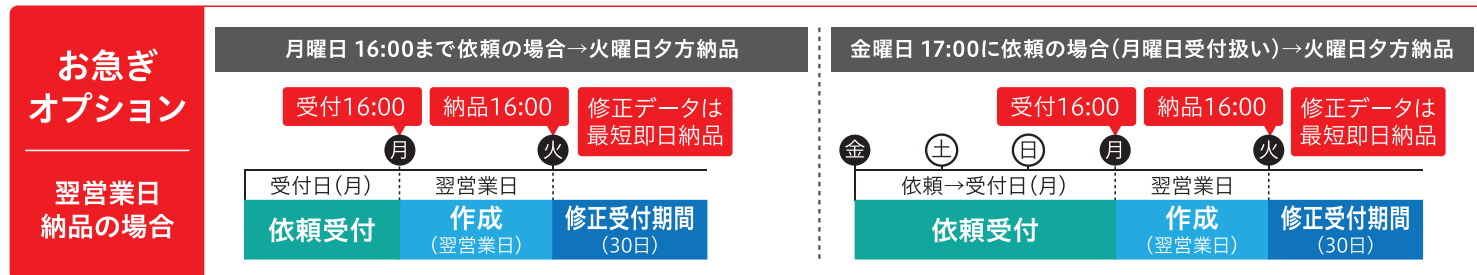 お急ぎ
オプション
翌営業日
納品の場合
月曜日 16:00まで依頼の場合→火曜日夕方納品
受付16:00
納品16:00
修正データは
最短即日納品
月
火
受付日(月)
翌営業日
依頼受付
作成
(翌営業日)
修正受付期間
(30日)
金曜日 17:00に依頼の場合(月曜日受付扱い)→火曜日夕方納品
受付16:00
納品16:00
修正データは
最短即日納品
金
土
日
月
火
依頼→受付日(月)
翌営業日
依頼受付
作成
(翌営業日)
修正受付期間
(30日)